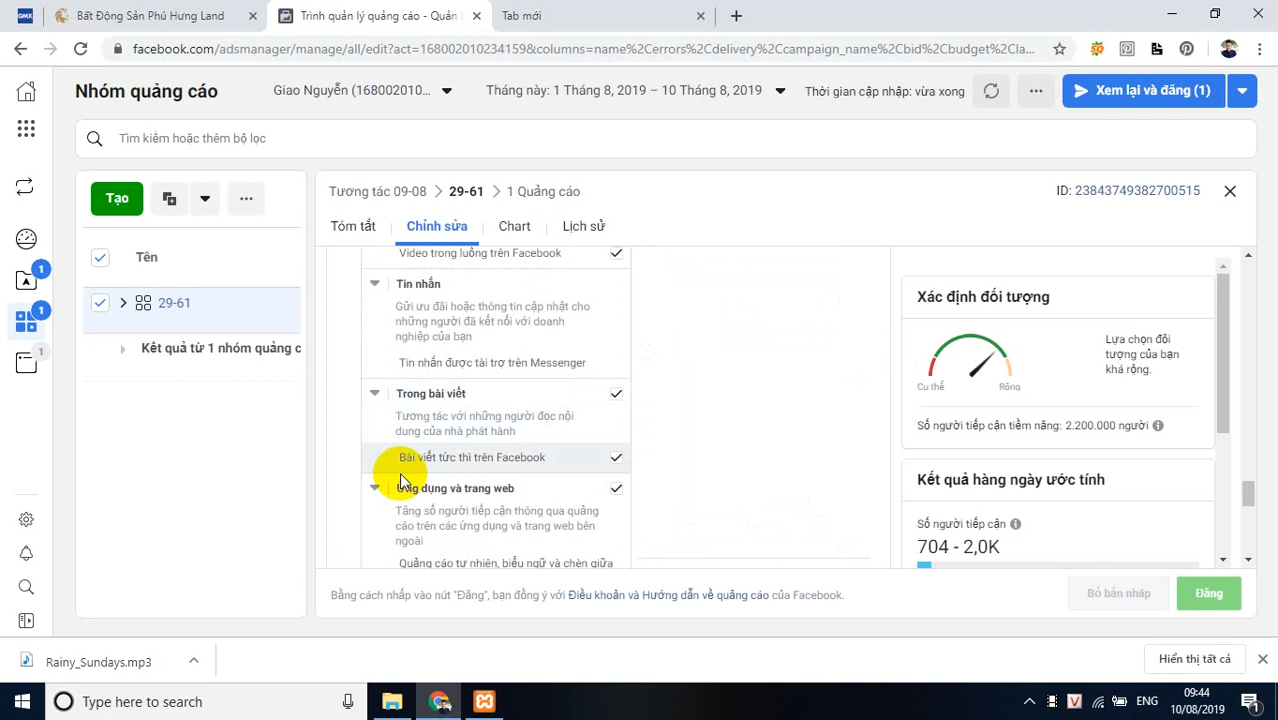 GMX
Bất Động Sản Phú Hưng Land
Trình quản lý quảng cáo - Quản
Tab mới
facebook.com/adsmanager/manage/all/edit?act=168002010234159&columns=name%2Cerrors%2Cdelivery%2Ccampaign_name%2Cbid%2Cbudget%2Cla...
Nhóm quảng cáo
Giao Nguyễn (168002010...
Tháng này: 1 Tháng 8, 2019 – 10 Tháng 8, 2019
Thời gian cập nhập: vừa xong
Xem lại và đăng (1)
Tìm kiếm hoặc thêm bộ lọc
Tạo
Tương tác 09-08
29-61
1 Quảng cáo
ID: 23843749382700515
Tóm tắt
Chỉnh sửa
Chart
Lịch sử
Tên
29-61
Kết quả từ 1 nhóm quảng c
1
1
1
Video trong luồng trên Facebook
Tin nhắn
Gửi ưu đãi hoặc thông tin cập nhật cho
những người đã kết nối với doanh
nghiệp của bạn
Tin nhắn được tài trợ trên Messenger
Trong bài viết
Tương tác với những người đọc nội
dung của nhà phát hành
Bài viết tức thì trên Facebook
Ứng dụng và trang web
Tăng số người tiếp cận thông qua quảng
cáo trên các ứng dụng và trang web bên
ngoài
Quảng cáo tự nhiên, biểu ngữ và chèn giữa
Xác định đối tượng
Lựa chọn đối
tượng của bạn
khá rộng.
Cụ thể
Rộng
Số người tiếp cận tiềm năng: 2.200.000 người
Kết quả hàng ngày ước tính
Số người tiếp cận
704 - 2,0K
Bằng cách nhấp vào nút "Đăng", bạn đồng ý với Điều khoản và Hướng dẫn về quảng cáo của Facebook.
Bỏ bản nháp
Đăng
Rainy_Sundays.mp3
Hiển thị tất cả
Type here to search
ENG
09:44
10/08/2019
1